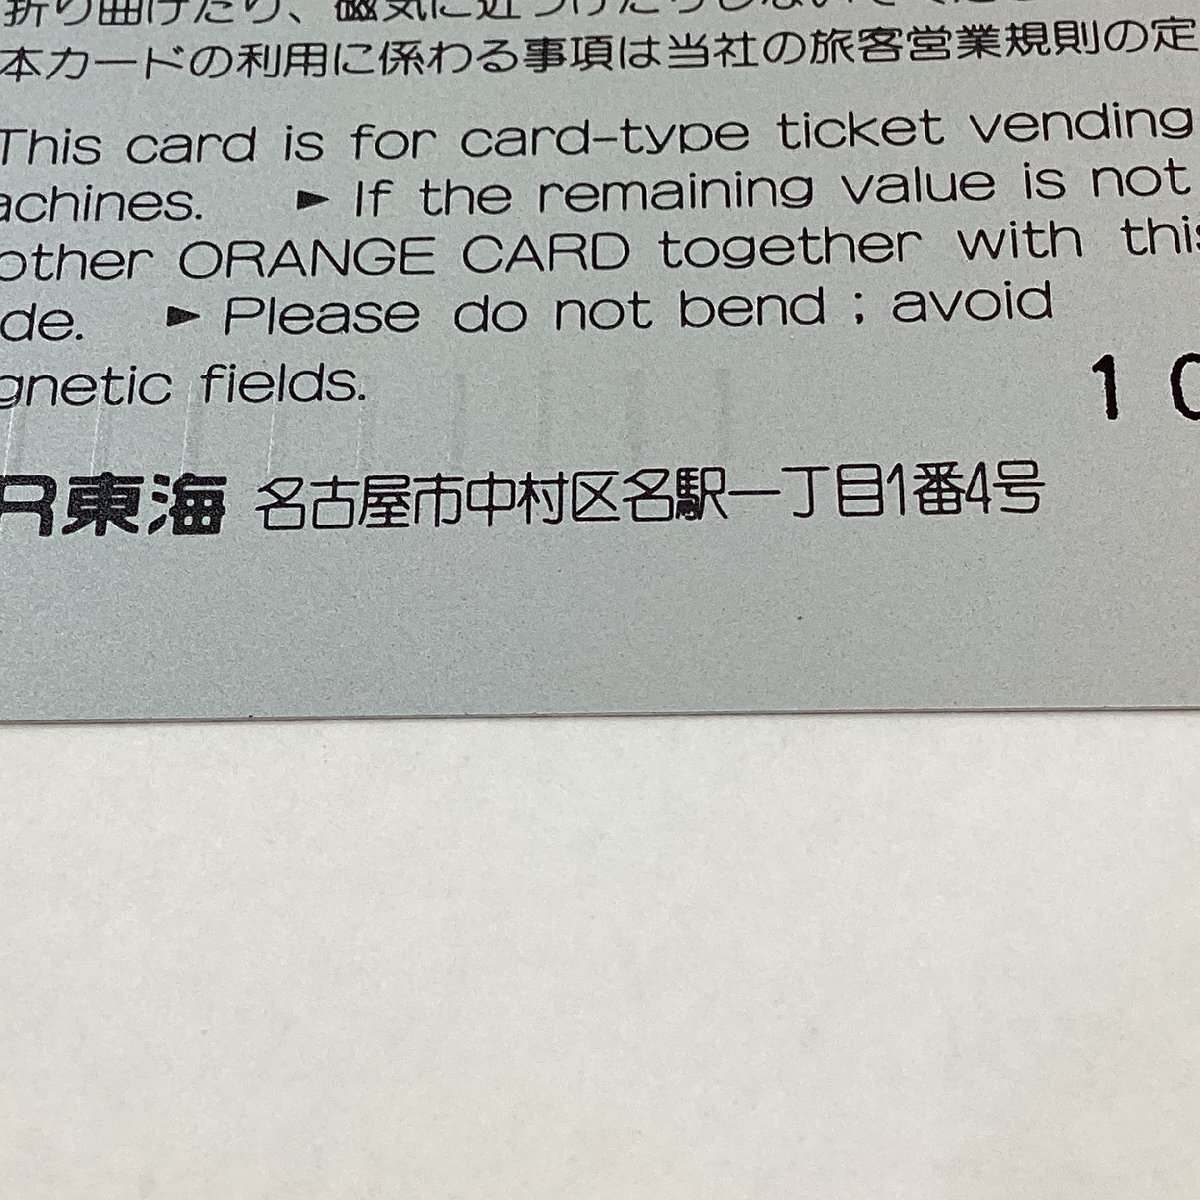 折り曲げたり、磁気に近づけたりしないでくだ
本カードの利用に係わる事項は当社の旅客営業規則の定
This card is for card-type ticket vending
achines. ► If the remaining value is not
other ORANGE CARD together with this
de. ► Please do not bend ; avoid
gnetic fields.
1 0
R東海 名古屋市中村区名駅一丁目1番4号